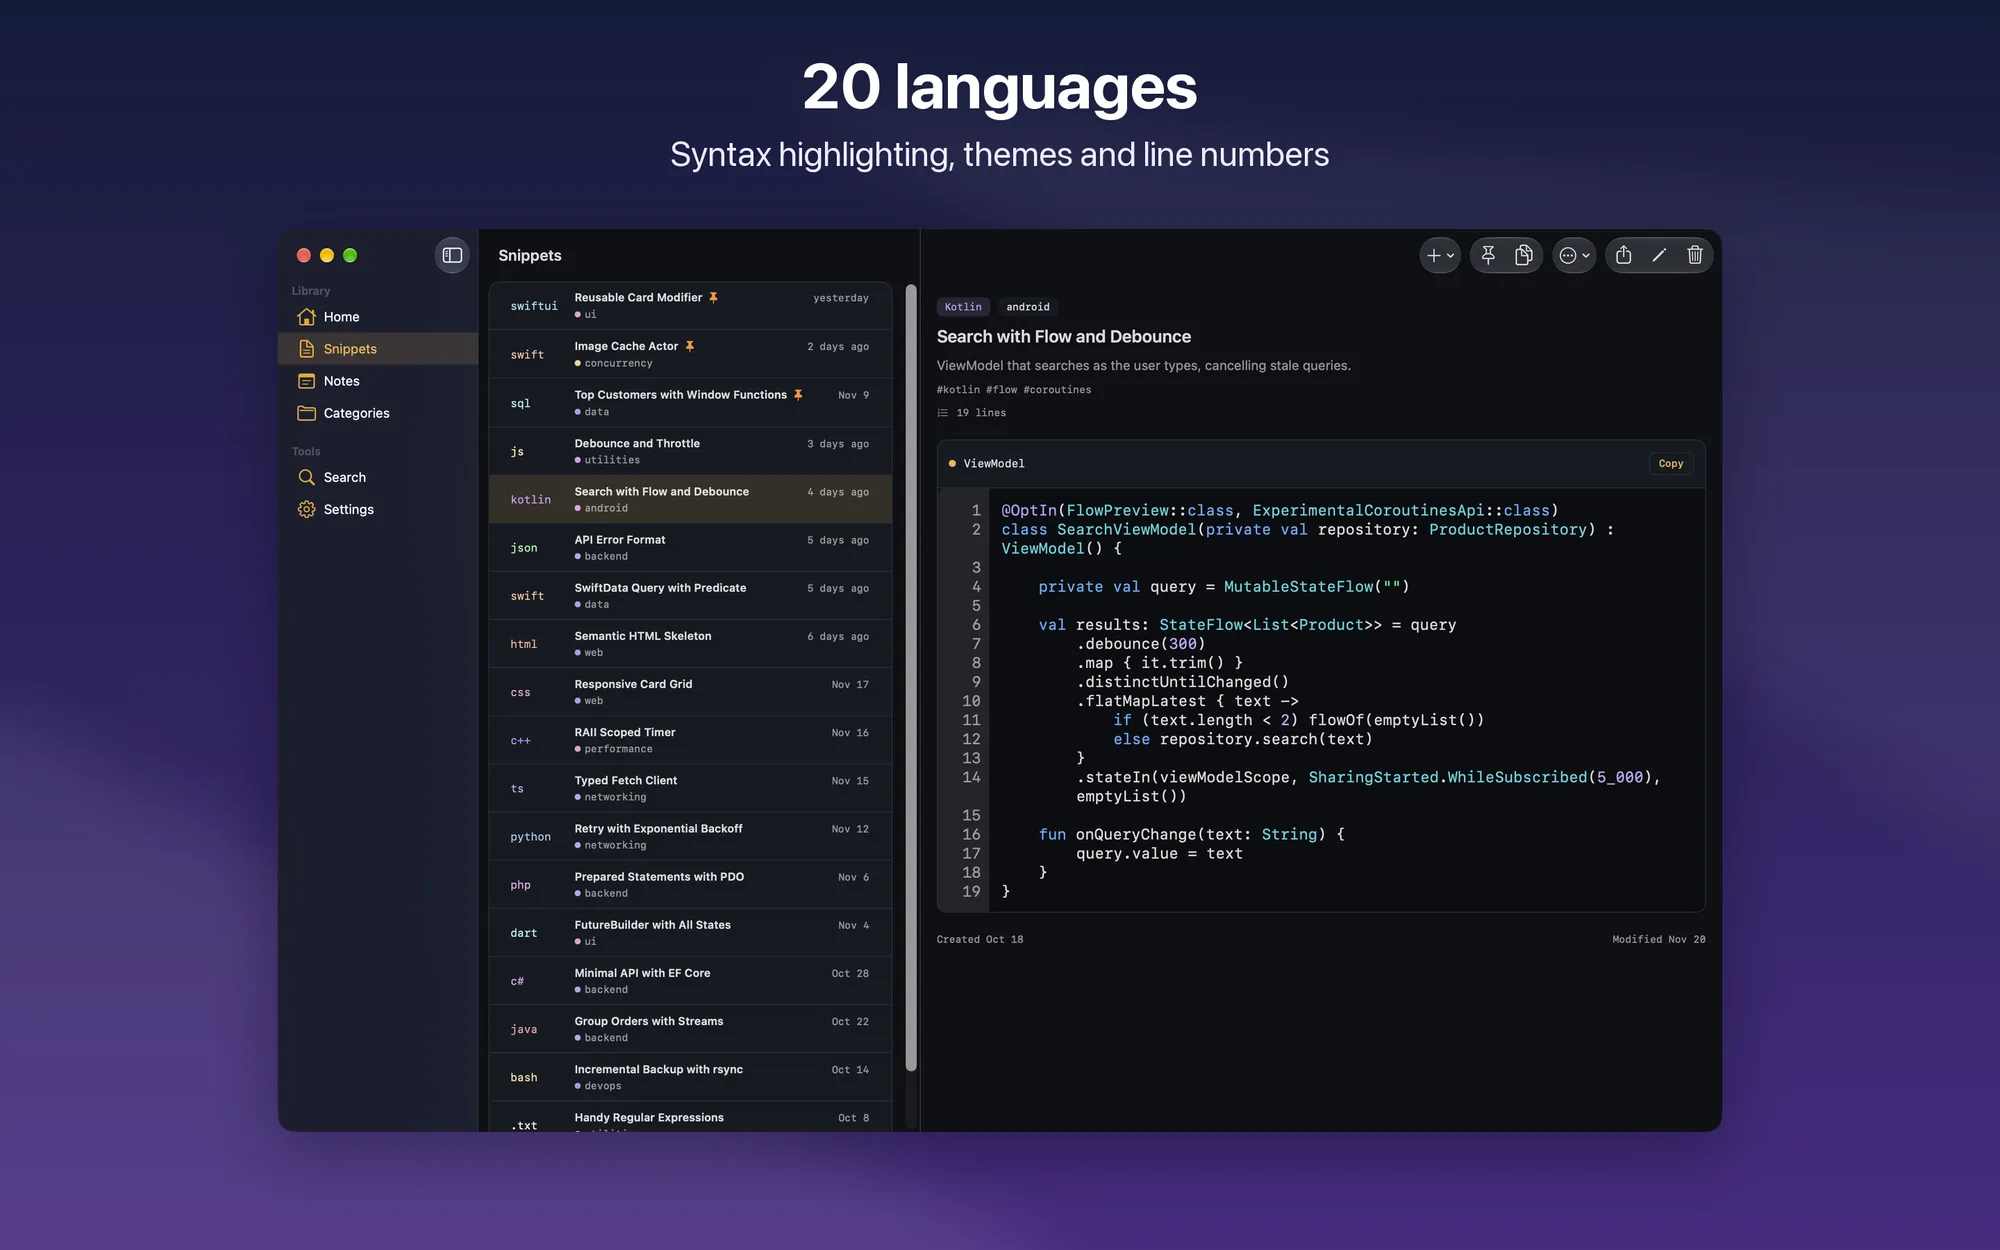 20 languages
Syntax highlighting, themes and line numbers
Library
Home
Snippets
Notes
Categories
Tools
Search
Settings
Snippets
swiftui
Reusable Card Modifier
yesterday
ui
swift
Image Cache Actor
2 days ago
concurrency
sql
Top Customers with Window Functions
Nov 9
data
js
Debounce and Throttle
3 days ago
utilities
kotlin
Search with Flow and Debounce
4 days ago
android
json
API Error Format
5 days ago
backend
swift
SwiftData Query with Predicate
5 days ago
data
html
Semantic HTML Skeleton
6 days ago
web
css
Responsive Card Grid
Nov 17
web
c++
RAII Scoped Timer
Nov 16
performance
ts
Typed Fetch Client
Nov 15
networking
python
Retry with Exponential Backoff
Nov 12
networking
php
Prepared Statements with PDO
Nov 6
backend
dart
FutureBuilder with All States
Nov 4
ui
c#
Minimal API with EF Core
Oct 28
backend
java
Group Orders with Streams
Oct 22
backend
bash
Incremental Backup with rsync
Oct 14
devops
.txt
Handy Regular Expressions
Oct 8
Kotlin
android
Search with Flow and Debounce
ViewModel that searches as the user types, cancelling stale queries.
#kotlin #flow #coroutines
19 lines
ViewModel
Copy
1 @OptIn(FlowPreview::class, ExperimentalCoroutinesApi::class)
2 class SearchViewModel(private val repository: ProductRepository) :
ViewModel() {
3
4     private val query = MutableStateFlow("")
5
6     val results: StateFlow<List<Product>> = query
7         .debounce(300)
8         .map { it.trim() }
9         .distinctUntilChanged()
10         .flatMapLatest { text ->
11             if (text.length < 2) flowOf(emptyList())
12             else repository.search(text)
13         }
14         .stateIn(viewModelScope, SharingStarted.WhileSubscribed(5_000),
emptyList())
15
16     fun onQueryChange(text: String) {
17         query.value = text
18     }
19 }
Created Oct 18
Modified Nov 20